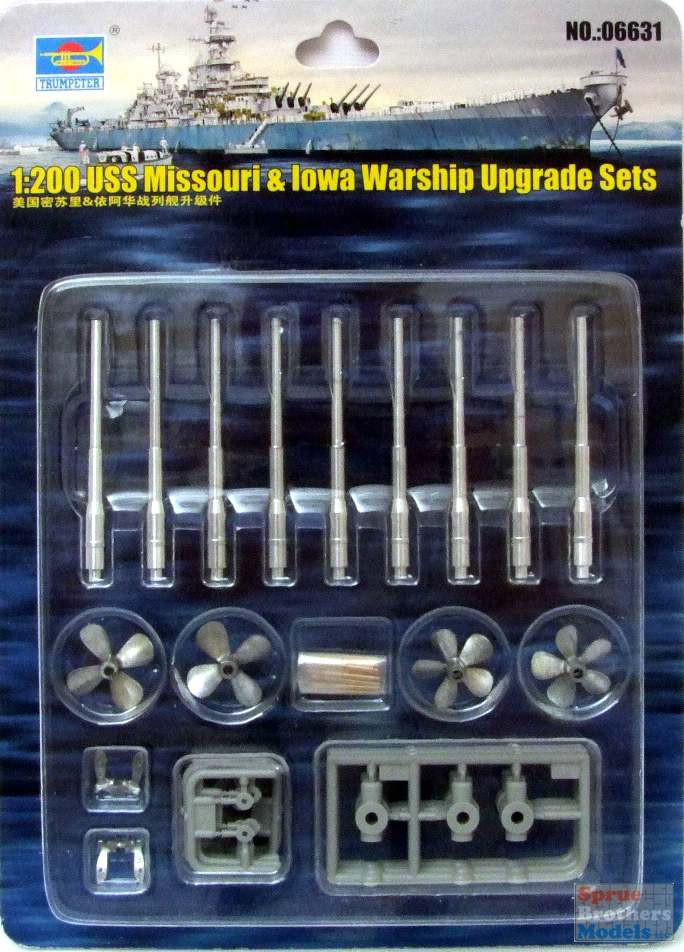 NO.:06631
TRUMPETER
®
1:200 USS Missouri & Iowa Warship Upgrade Sets
美国密苏里&依阿华战列舰升级件
Sprue
Brothers
Models LLC